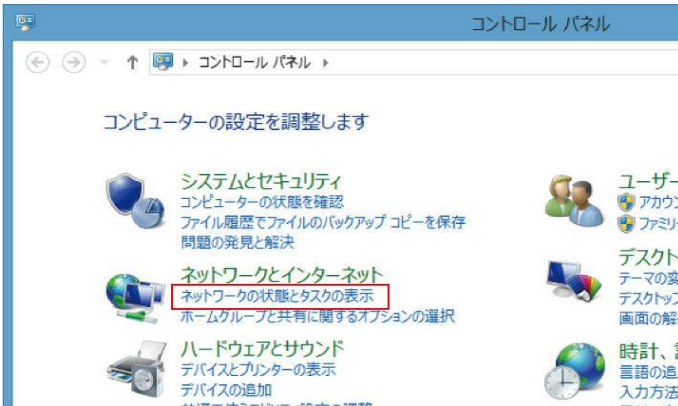 コントロール パネル
コントロール パネル
コンピューターの設定を調整します
システムとセキュリティ
コンピューターの状態を確認
ファイル履歴でファイルのバックアップ コピーを保存
問題の発見と解決
ネットワークとインターネット
ネットワークの状態とタスクの表示
ホームグループと共有に関するオプションの選択
ハードウェアとサウンド
デバイスとプリンターの表示
デバイスの追加
ユーザー
アカウン
ファミリー
デスクト
テーマの変
デスクトップ
画面の解
時計、
言語の追
入力方法